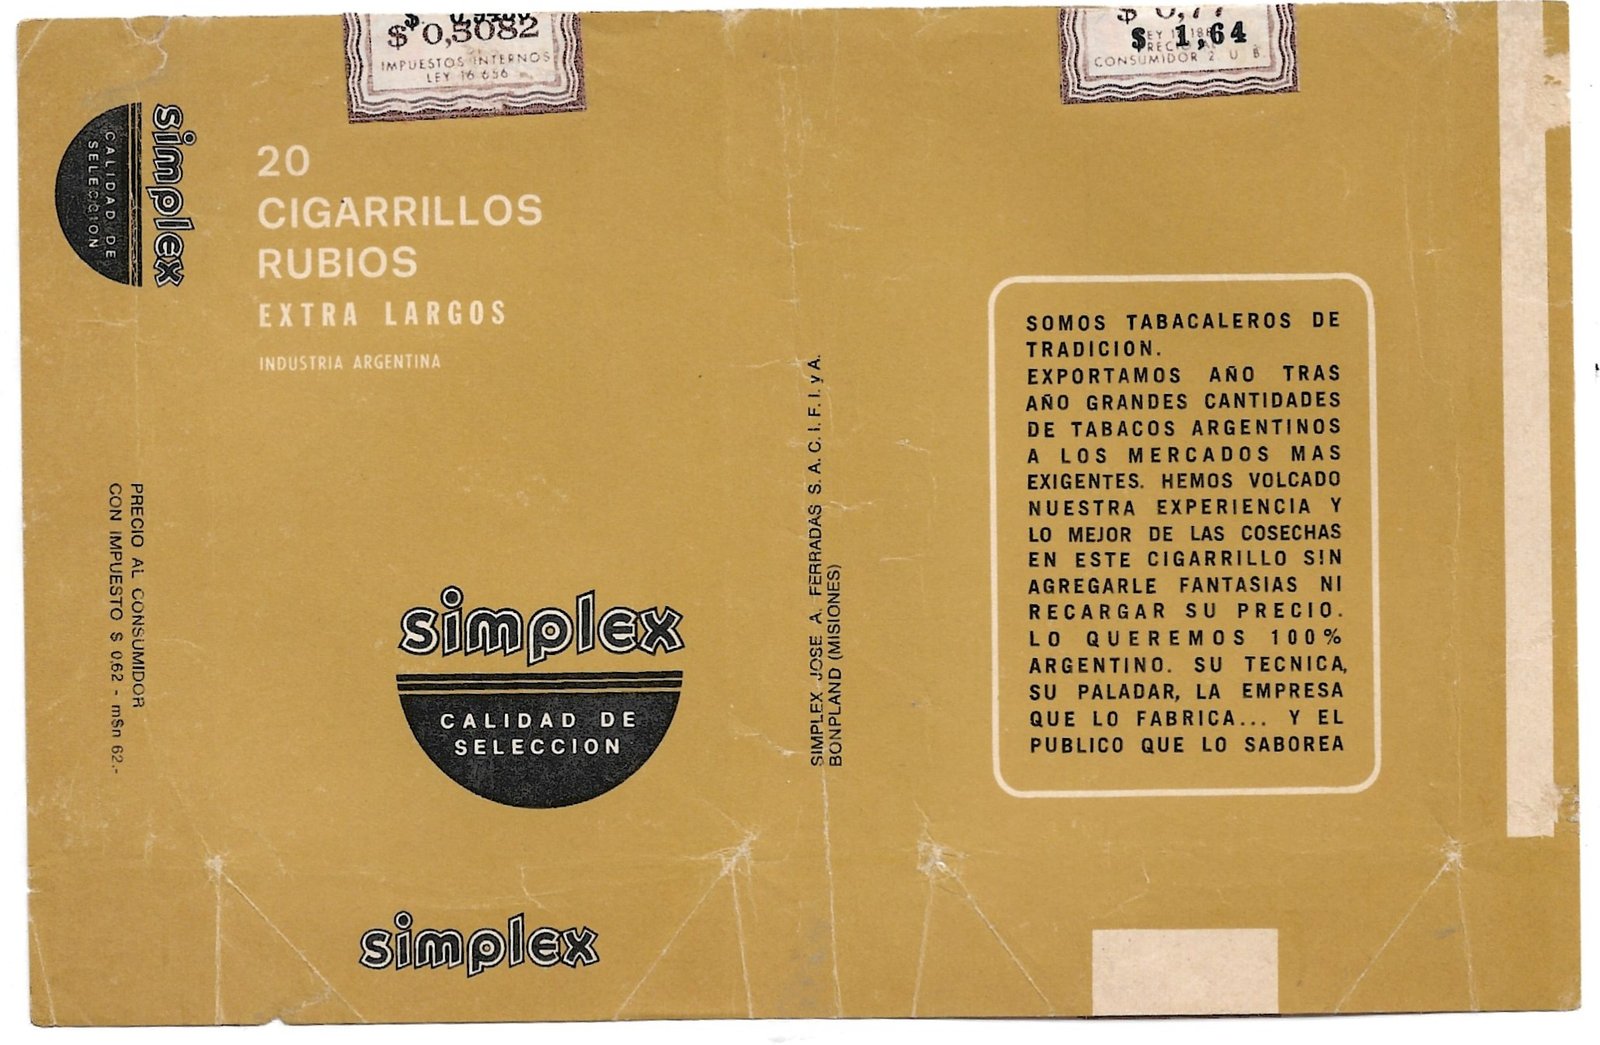 $ 0,5082
IMPUESTOS INTERNOS
LEY 16 656
$ 1,64
CONSUMIDOR 2 U B
simplex
CALIDAD DE
SELECCION
20
CIGARRILLOS
RUBIOS
EXTRA LARGOS
INDUSTRIA ARGENTINA
PRECIO AL CONSUMIDOR
CON IMPUESTO $ 0,62 - m$n 62.-
simplex
CALIDAD DE
SELECCION
simplex
SIMPLEX JOSE A. FERRADAS S. A. C. I. F. I. y A.
BONPLAND (MISIONES)
SOMOS TABACALEROS DE
TRADICION.
EXPORTAMOS AÑO TRAS
AÑO GRANDES CANTIDADES
DE TABACOS ARGENTINOS
A LOS MERCADOS MAS
EXIGENTES. HEMOS VOLCADO
NUESTRA EXPERIENCIA Y
LO MEJOR DE LAS COSECHAS
EN ESTE CIGARRILLO SIN
AGREGARLE FANTASIAS NI
RECARGAR SU PRECIO.
LO QUEREMOS 100%
ARGENTINO. SU TECNICA,
SU PALADAR, LA EMPRESA
QUE LO FABRICA... Y EL
PUBLICO QUE LO SABOREA